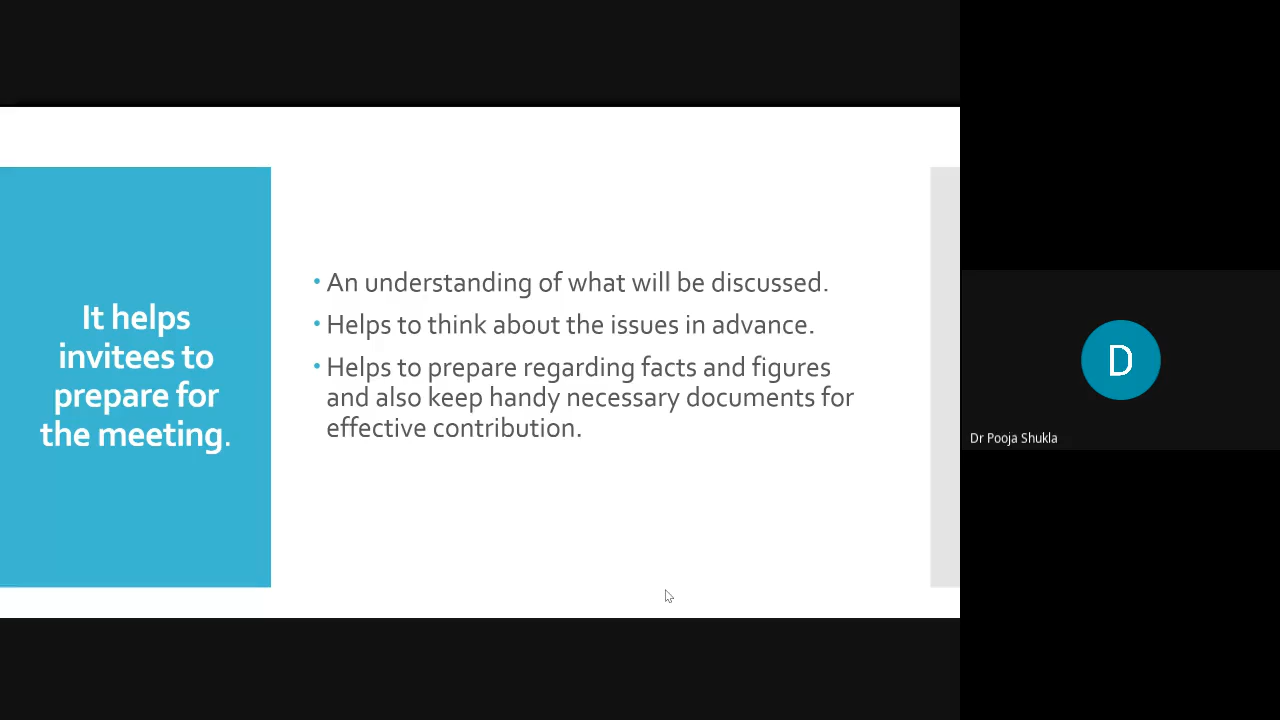 It helps
invitees to
prepare for
the meeting.
• An understanding of what will be discussed.
• Helps to think about the issues in advance.
• Helps to prepare regarding facts and figures
and also keep handy necessary documents for
effective contribution.
D
Dr Pooja Shukla